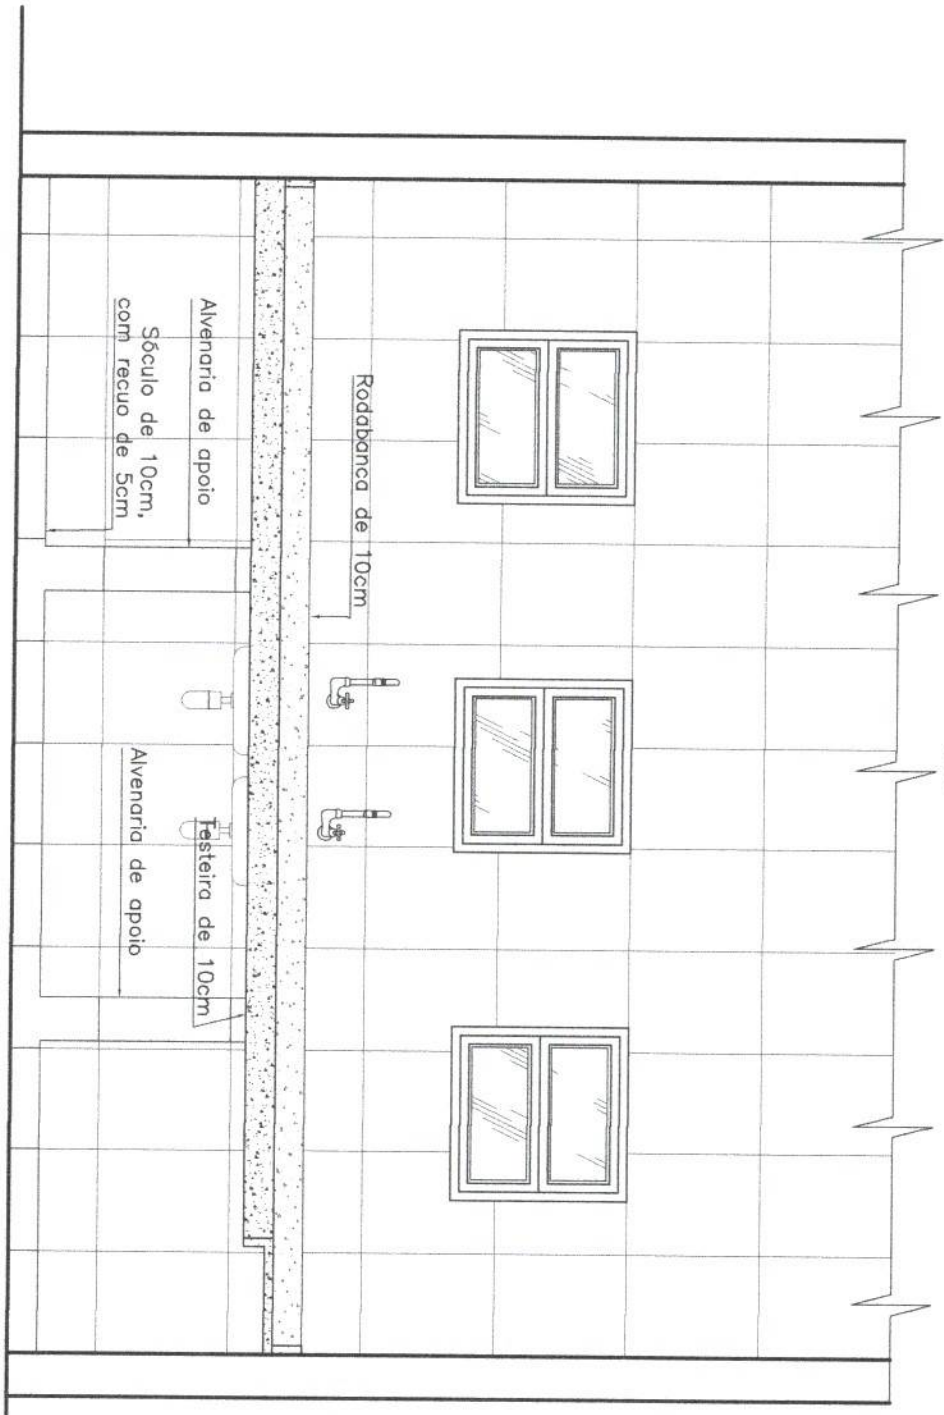 Rodabanca de 10cm
Alvenaria de apoio
Sóculo de 10cm,
com recuo de 5cm
Testeira de 10cm
Alvenaria de apoio